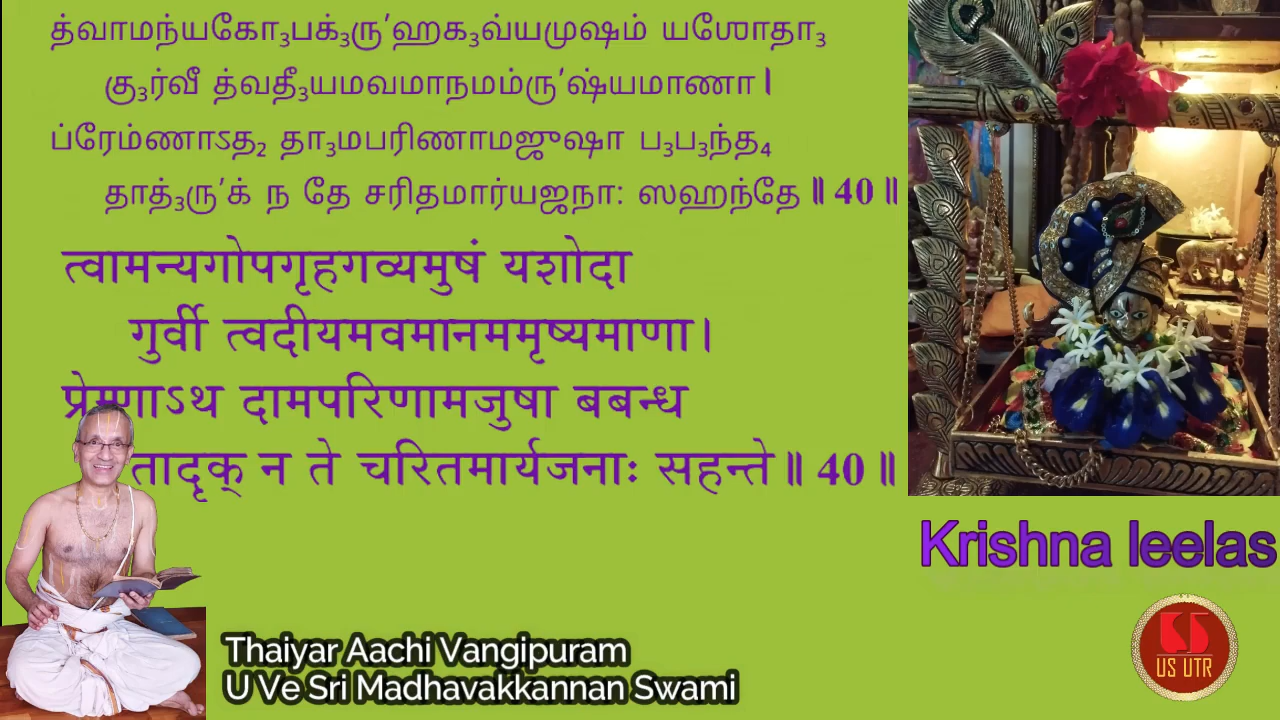 த்வாமந்யகோ₃பக்₃ரு’ஹக₃வ்யமுஷம் யஶோதா₃
கு₃ர்வீ த்வதீ₃யமவமாநமம்ரு’ஷ்யமாணா।
ப்ரேம்ணா(அ)த₂ தா₃மபரிணாமஜுஷா ப₃ப₃ந்த₄
தாத்₃ரு’க் ந தே சரிதமார்யஜநா: ஸஹந்தே॥ 40॥
त्वामन्यगोपगृहगव्यमुषं यशोदा
गुर्वी त्वदीयमवमानममृष्यमाणा।
प्रेम्णाऽथ दामपरिणामजुषा बबन्ध
तादृक् न ते चरितमार्यजनाः सहन्ते॥ 40॥
Krishna leelas
Thaiyar Aachi Vangipuram
U Ve Sri Madhavakkannan Swami
US UTR